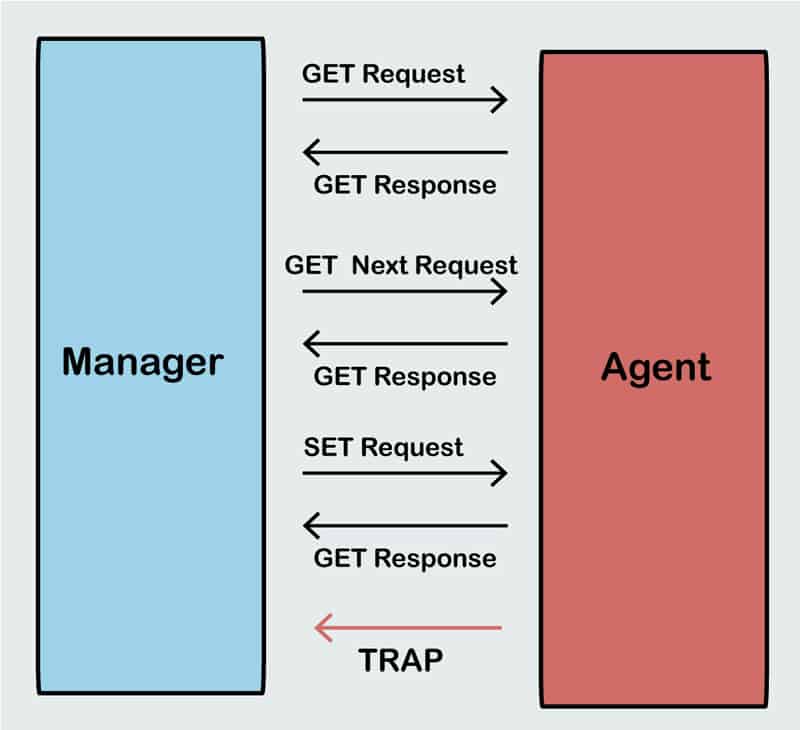 GET Request
GET Response
GET Next Request
Manager
Agent
GET Response
SET Request
GET Response
TRAP